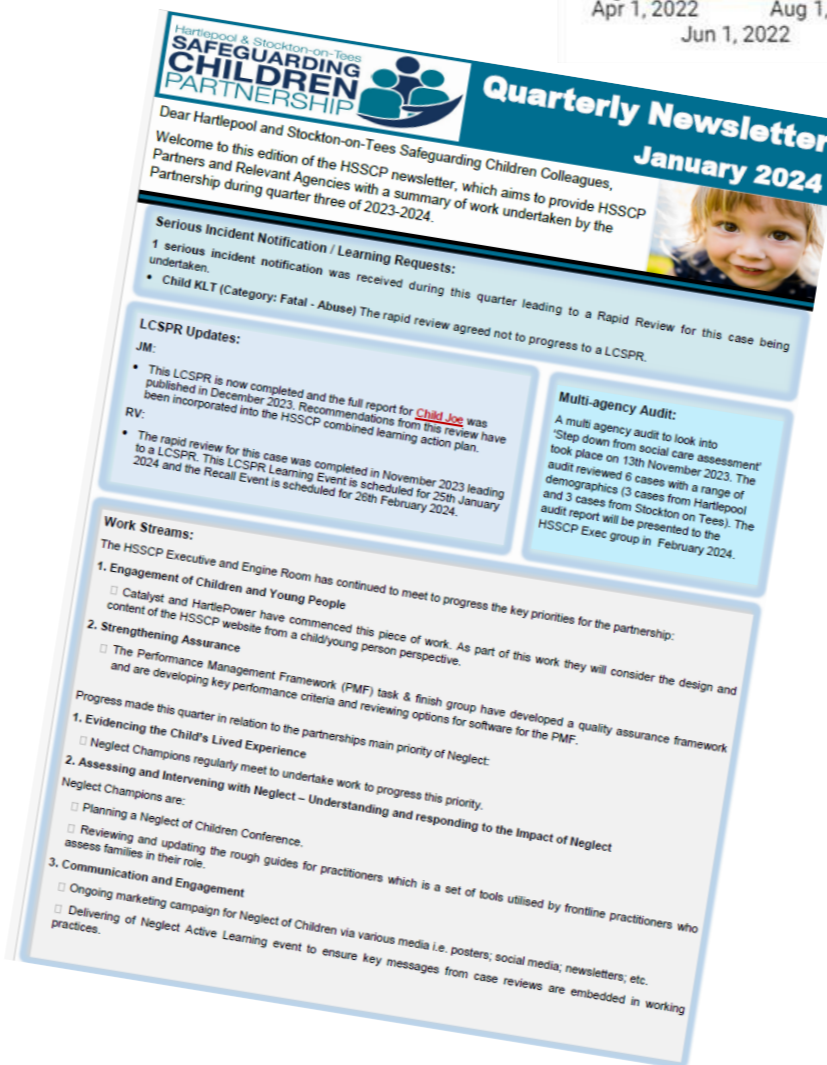 Apr 1, 2022 Aug 1,
Jun 1, 2022
Hartlepool & Stockton-on-Tees
SAFEGUARDING
CHILDREN
PARTNERSHIP
Quarterly Newsletter
January 2024
Dear Hartlepool and Stockton-on-Tees Safeguarding Children Colleagues,
Welcome to this edition of the HSSCP newsletter, which aims to provide HSSCP
Partners and Relevant Agencies with a summary of work undertaken by the
Partnership during quarter three of 2023-2024.
Serious Incident Notification / Learning Requests:
1 serious incident notification was received during this quarter leading to a Rapid Review for this case being
undertaken.
• Child KLT (Category: Fatal - Abuse) The rapid review agreed not to progress to a LCSPR.
LCSPR Updates:
JM:
• This LCSPR is now completed and the full report for Child Joe was
published in December 2023. Recommendations from this review have
been incorporated into the HSSCP combined learning action plan.
RV:
• The rapid review for this case was completed in November 2023 leading
to a LCSPR. This LCSPR Learning Event is scheduled for 25th January
2024 and the Recall Event is scheduled for 26th February 2024.
Multi-agency Audit:
A multi agency audit to look into
'Step down from social care assessment'
took place on 13th November 2023. The
audit reviewed 6 cases with a range of
demographics (3 cases from Hartlepool
and 3 cases from Stockton on Tees). The
audit report will be presented to the
HSSCP Exec group in February 2024.
Work Streams:
The HSSCP Executive and Engine Room has continued to meet to progress the key priorities for the partnership:
1. Engagement of Children and Young People
▯ Catalyst and HartlePower have commenced this piece of work. As part of this work they will consider the design and
content of the HSSCP website from a child/young person perspective.
2. Strengthening Assurance
▯ The Performance Management Framework (PMF) task & finish group have developed a quality assurance framework
and are developing key performance criteria and reviewing options for software for the PMF.
Progress made this quarter in relation to the partnerships main priority of Neglect:
1. Evidencing the Child's Lived Experience
▯ Neglect Champions regularly meet to undertake work to progress this priority.
2. Assessing and Intervening with Neglect – Understanding and responding to the Impact of Neglect
Neglect Champions are:
▯ Planning a Neglect of Children Conference.
▯ Reviewing and updating the rough guides for practitioners which is a set of tools utilised by frontline practitioners who
assess families in their role.
3. Communication and Engagement
▯ Ongoing marketing campaign for Neglect of Children via various media i.e. posters; social media; newsletters; etc.
▯ Delivering of Neglect Active Learning event to ensure key messages from case reviews are embedded in working
practices.